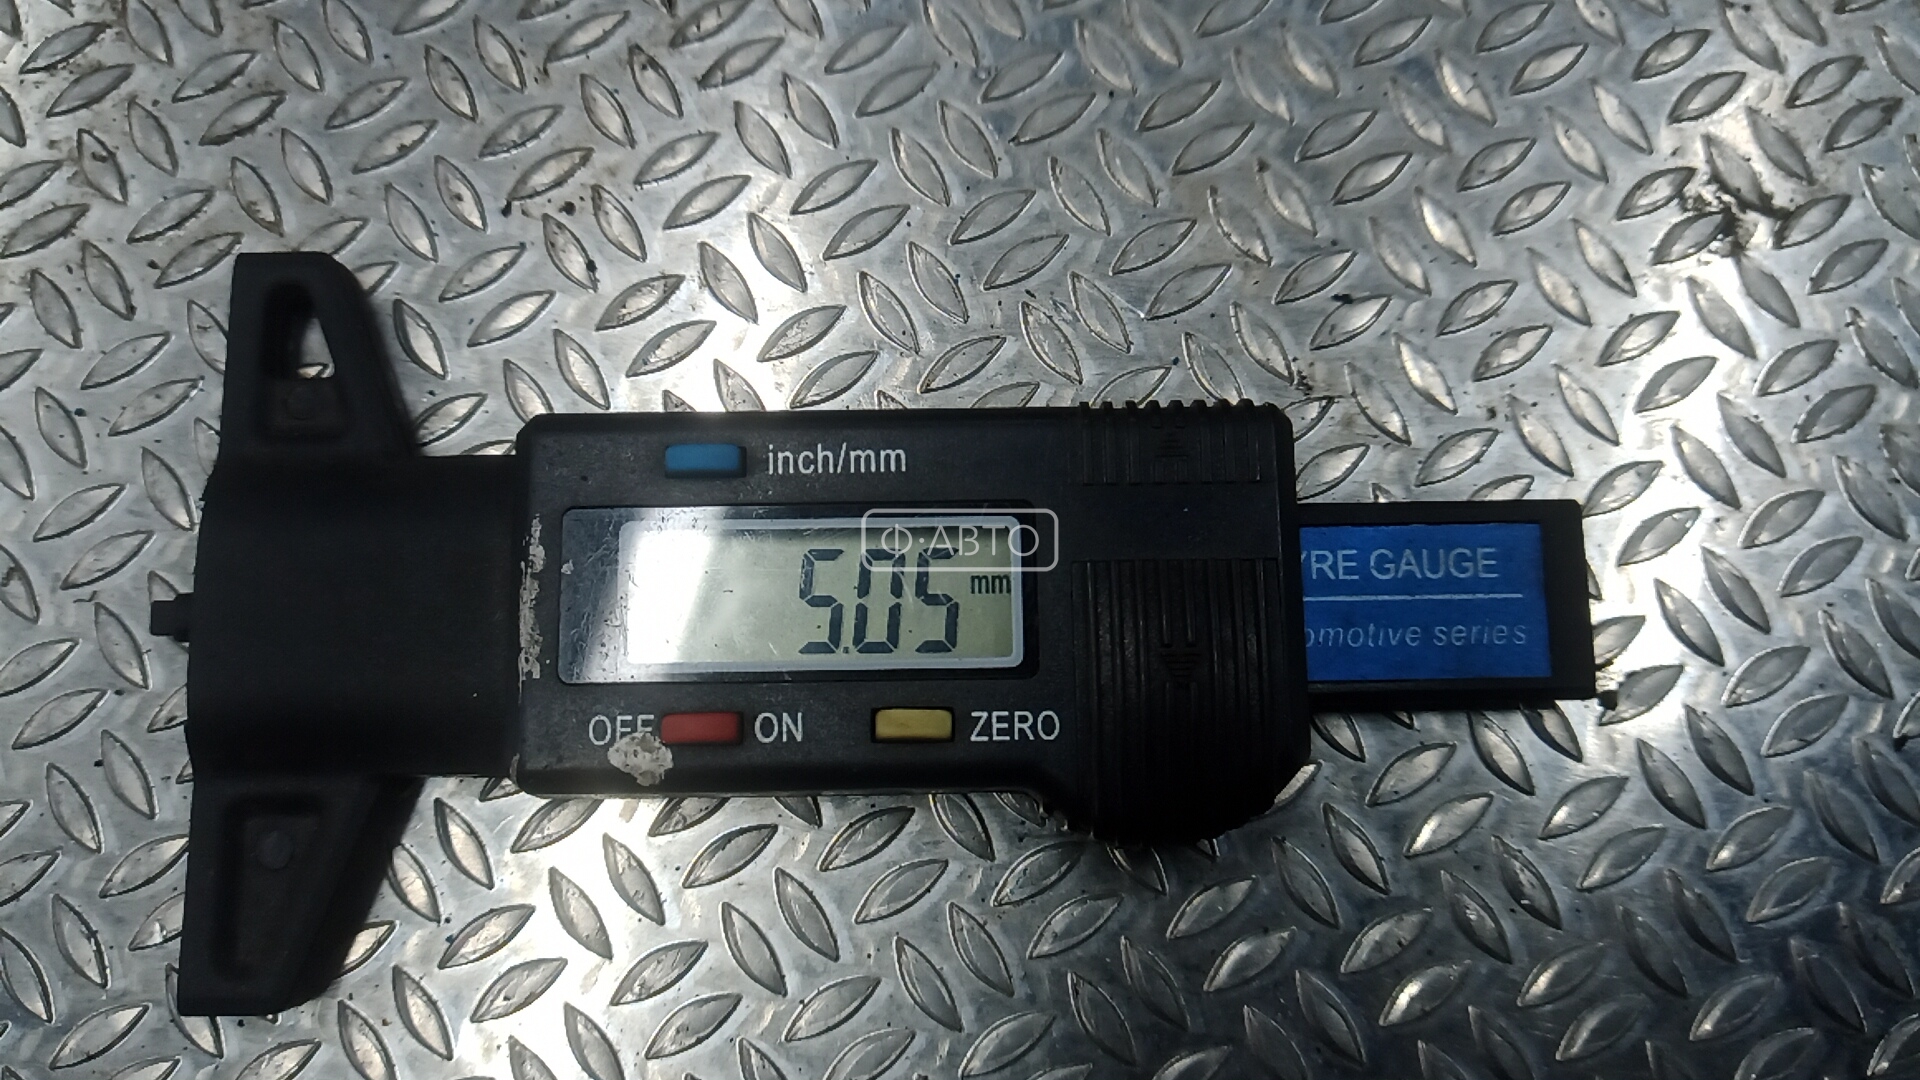 inch/mm
Ф·АВТО
5.05 mm
OFF ON ZERO
YRE GAUGE
omotive series